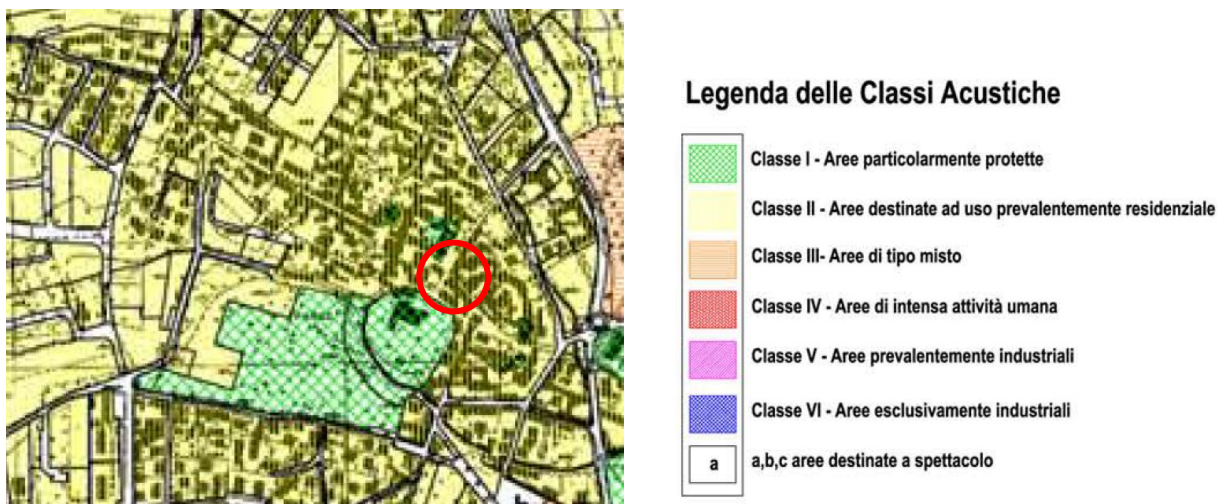 Legenda delle Classi Acustiche
Classe I - Aree particolarmente protette
Classe II - Aree destinate ad uso prevalentemente residenziale
Classe III- Aree di tipo misto
Classe IV - Aree di intensa attività umana
Classe V - Aree prevalentemente industriali
Classe VI - Aree esclusivamente industriali
a a,b,c aree destinate a spettacolo